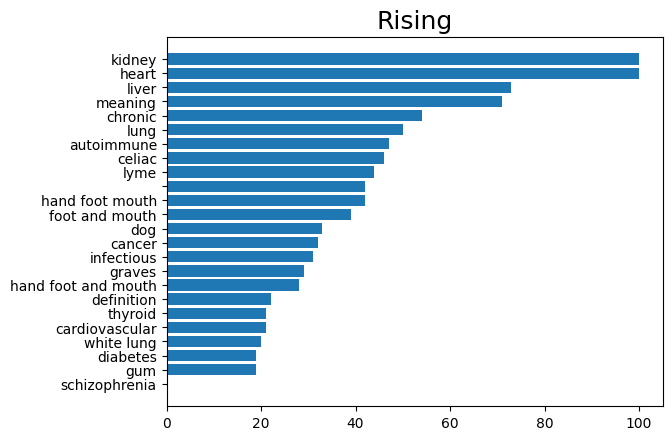 Rising
kidney
heart
liver
meaning
chronic
lung
autoimmune
celiac
lyme
hand foot mouth
foot and mouth
dog
cancer
infectious
graves
hand foot and mouth
definition
thyroid
cardiovascular
white lung
diabetes
gum
schizophrenia
0 20 40 60 80 100